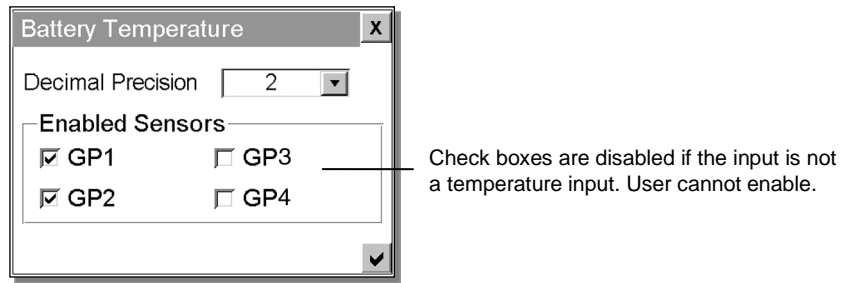 Battery Temperature X
Decimal Precision 2
Enabled Sensors
GP1 GP3
GP2 GP4
Check boxes are disabled if the input is not
a temperature input. User cannot enable.